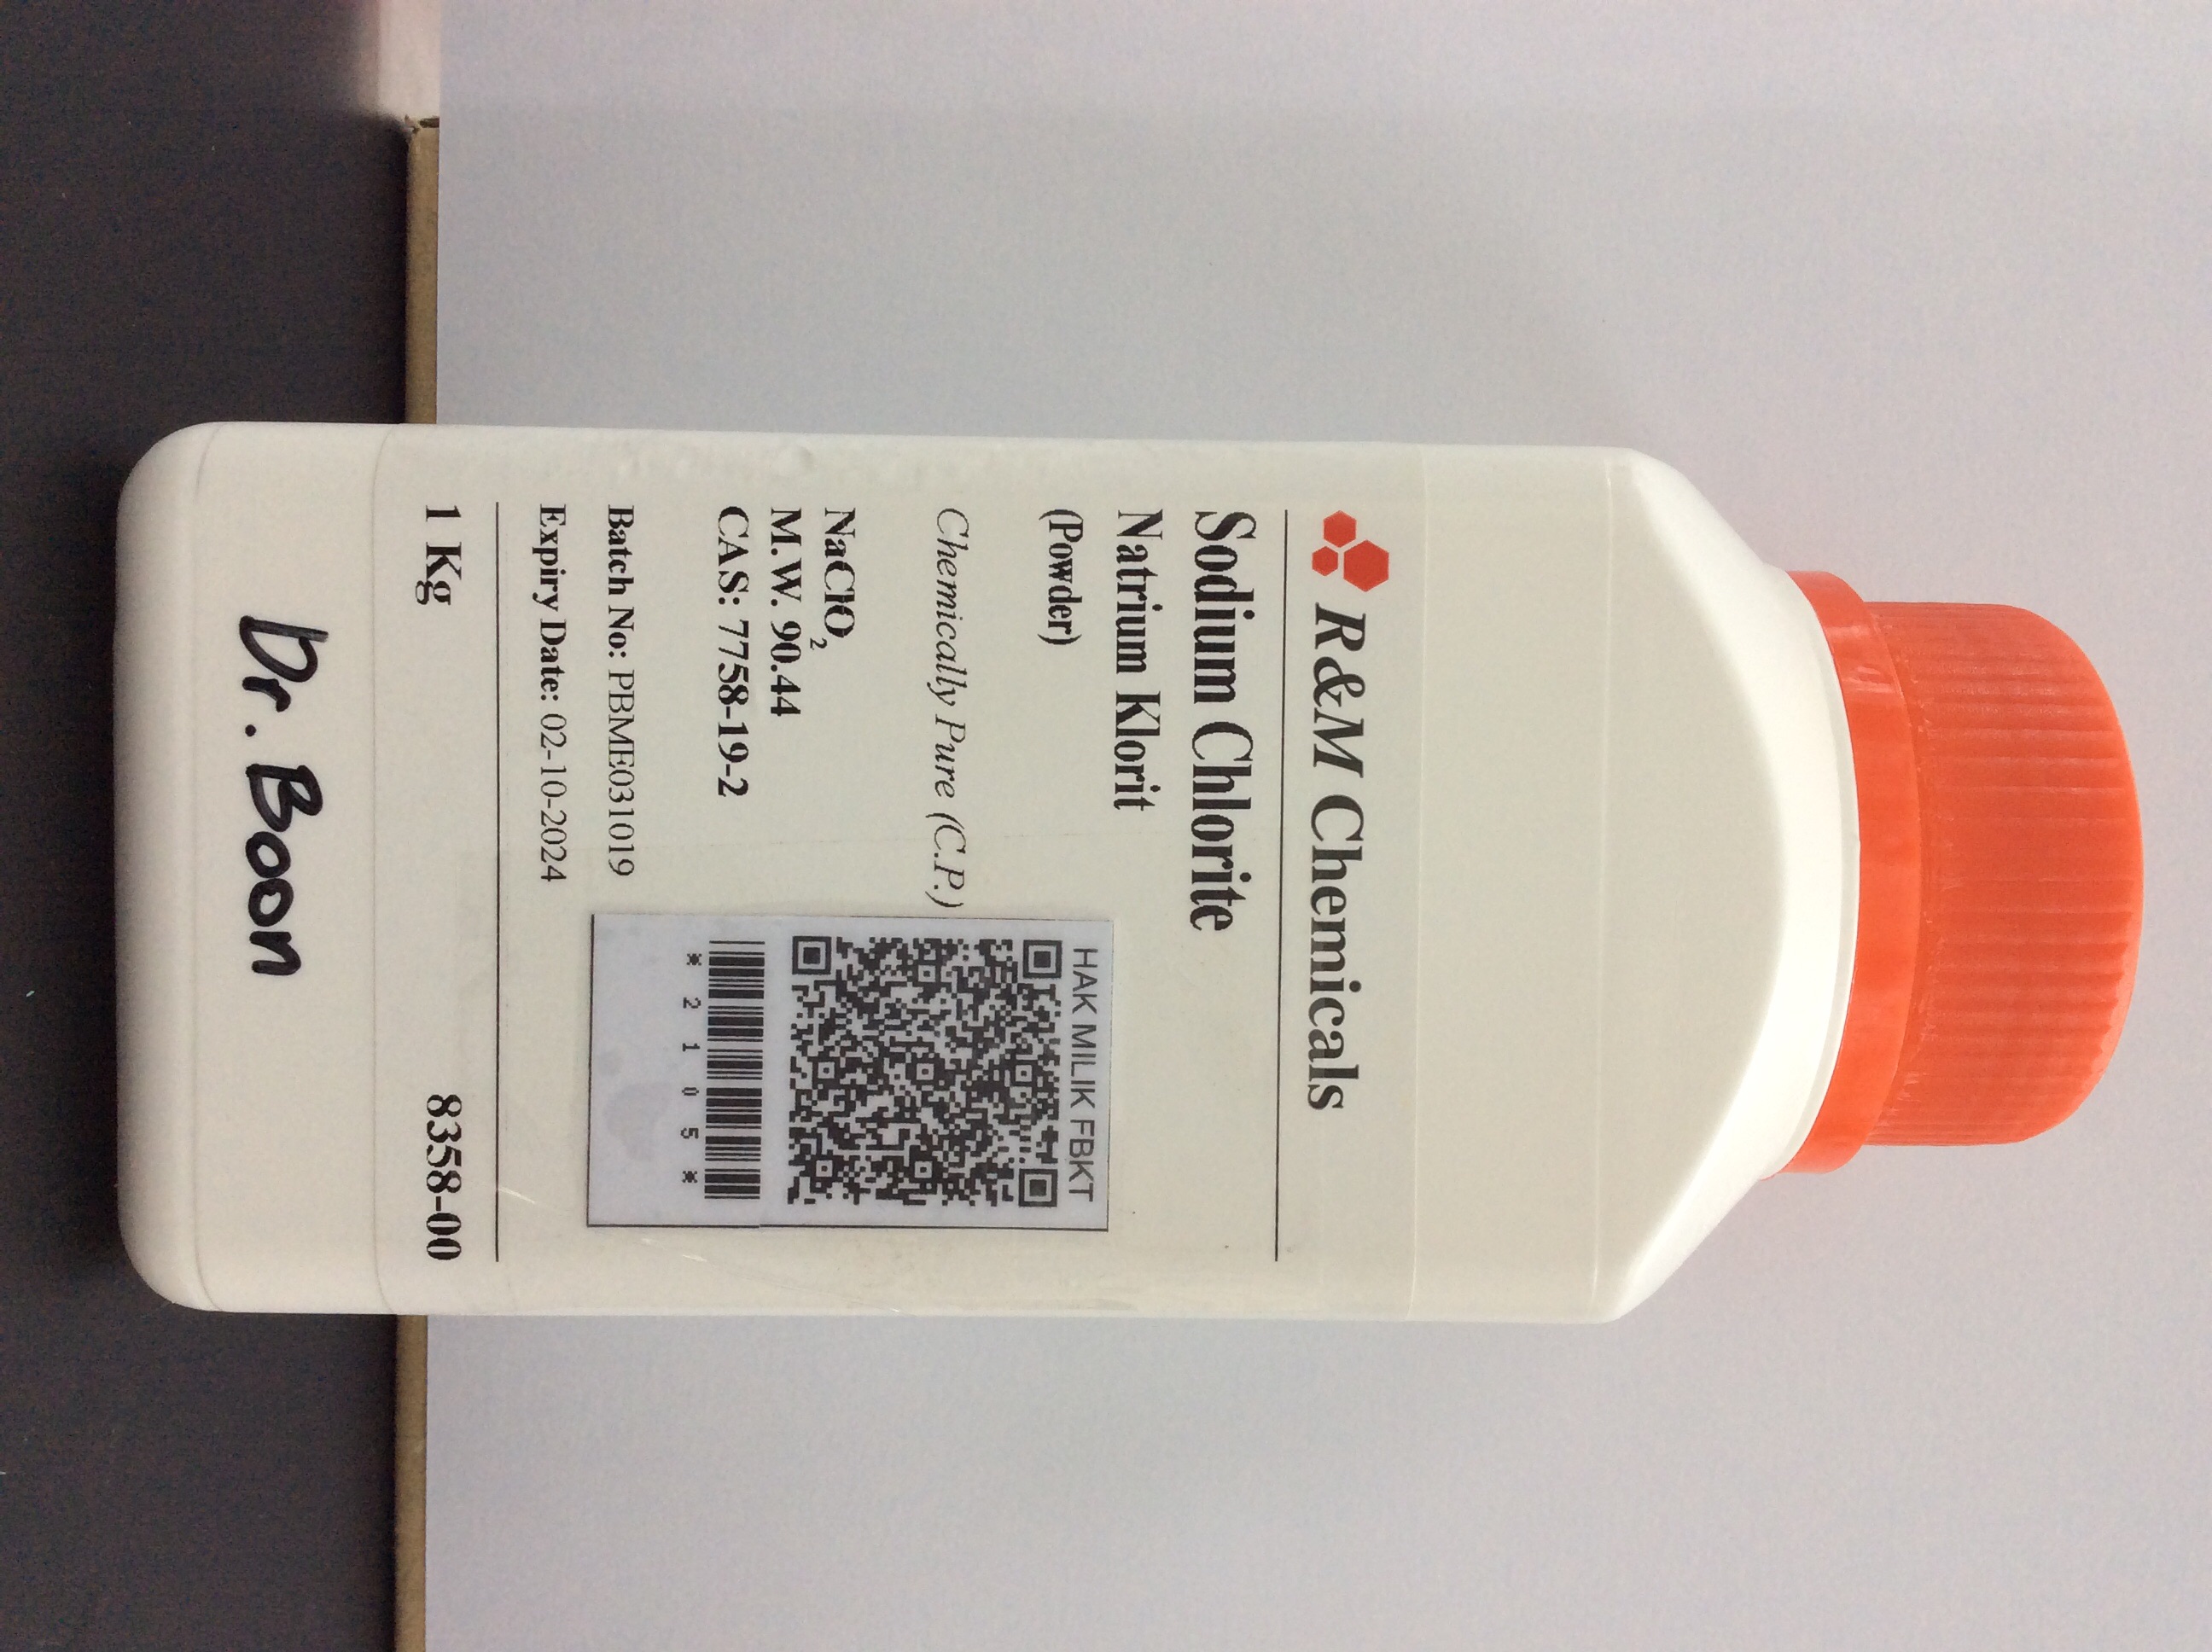 R&M Chemicals
Sodium Chlorite
Natrium Klorit
(Powder)
Chemically Pure (C.P.)
NaClO₂
M.W. 90.44
CAS: 7758-19-2
Batch No: PBME031019
Expiry Date: 02-10-2024
HAK MILIK FBKT
*21105*
1 Kg 8358-00
Dr. Boon